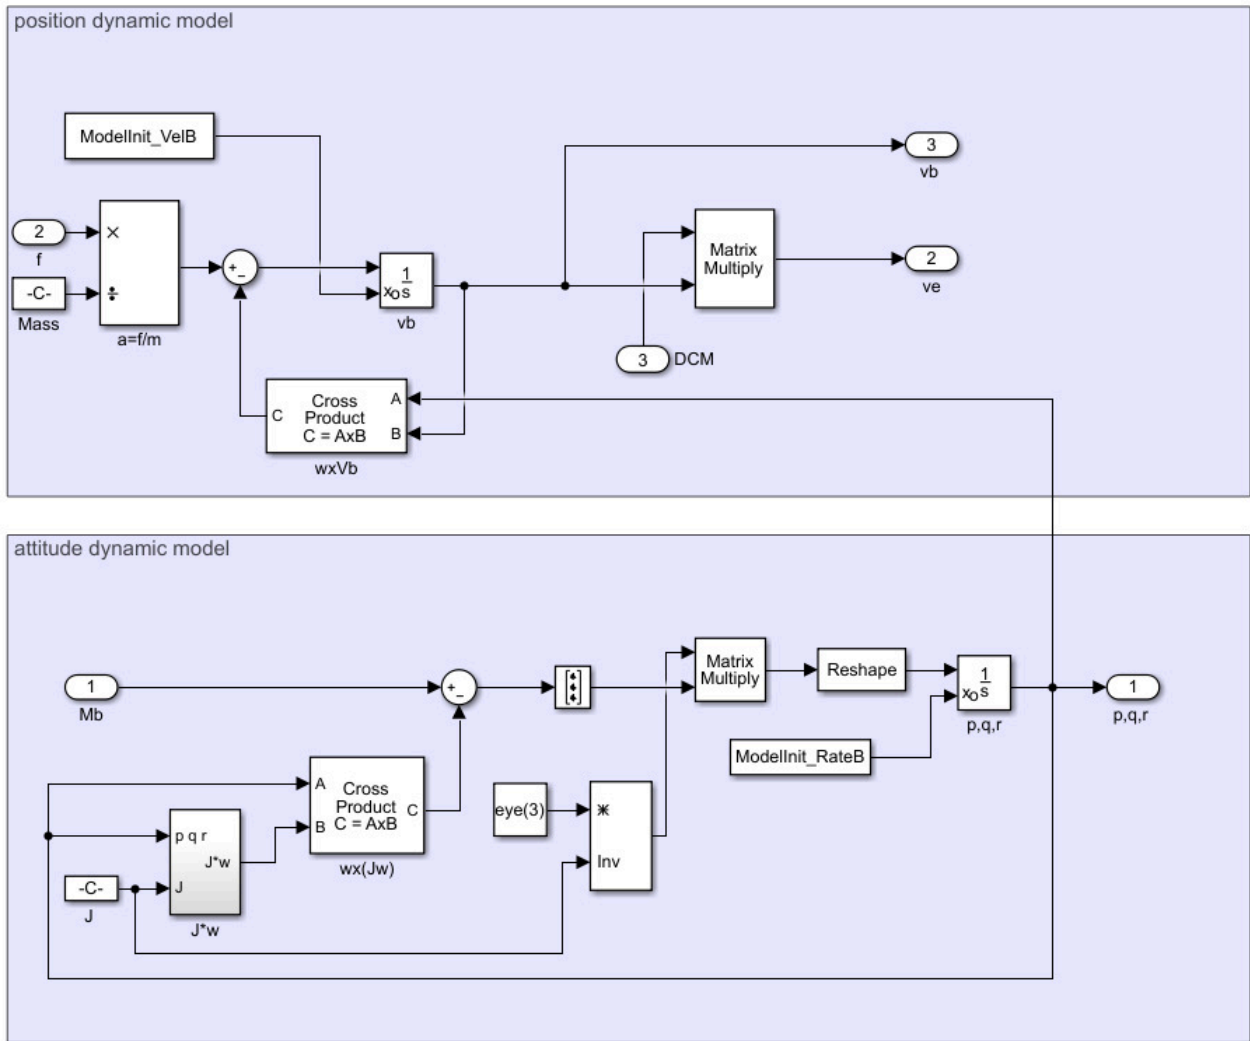 position dynamic model
ModelInit_VelB
2
f
-C-
Mass
×
÷
a=f/m
+
-
1
s
xo
vb
3
vb
Matrix
Multiply
2
ve
3
DCM
C
Cross
Product
C = AxB
A
B
wxVb
attitude dynamic model
1
Mb
+
-
Matrix
Multiply
Reshape
1
s
xo
p,q,r
1
p,q,r
ModelInit_RateB
A
B
Cross
Product
C = AxB
C
wx(Jw)
p q r
J
J*w
J*w
-C-
J
eye(3)
*
Inv